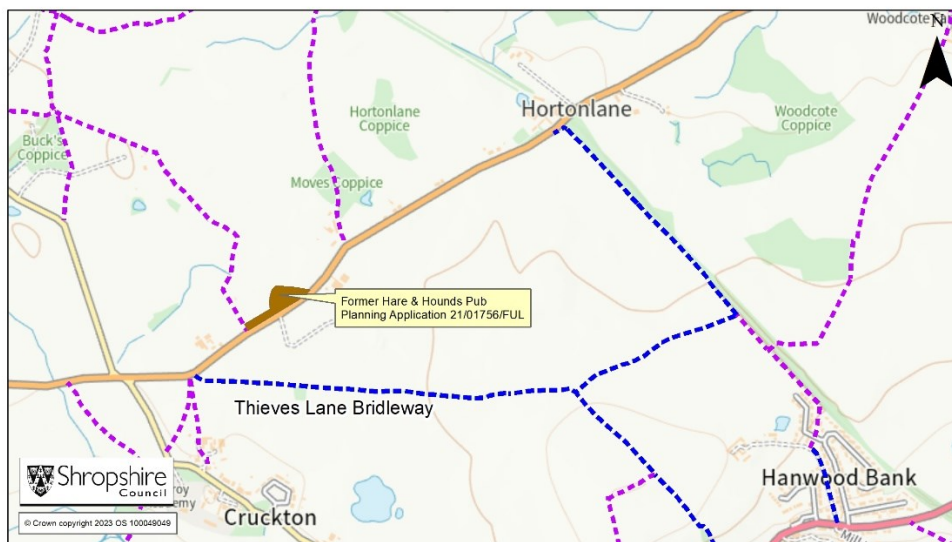 Woodcote
N
Hortonlane
Hortonlane
Coppice
Woodcote
Coppice
Buck's
Coppice
Moves Coppice
Former Hare & Hounds Pub
Planning Application 21/01756/FUL
Thieves Lane Bridleway
Shropshire
Council
Hanwood Bank
Cruckton
© Crown copyright 2023 OS 100049049